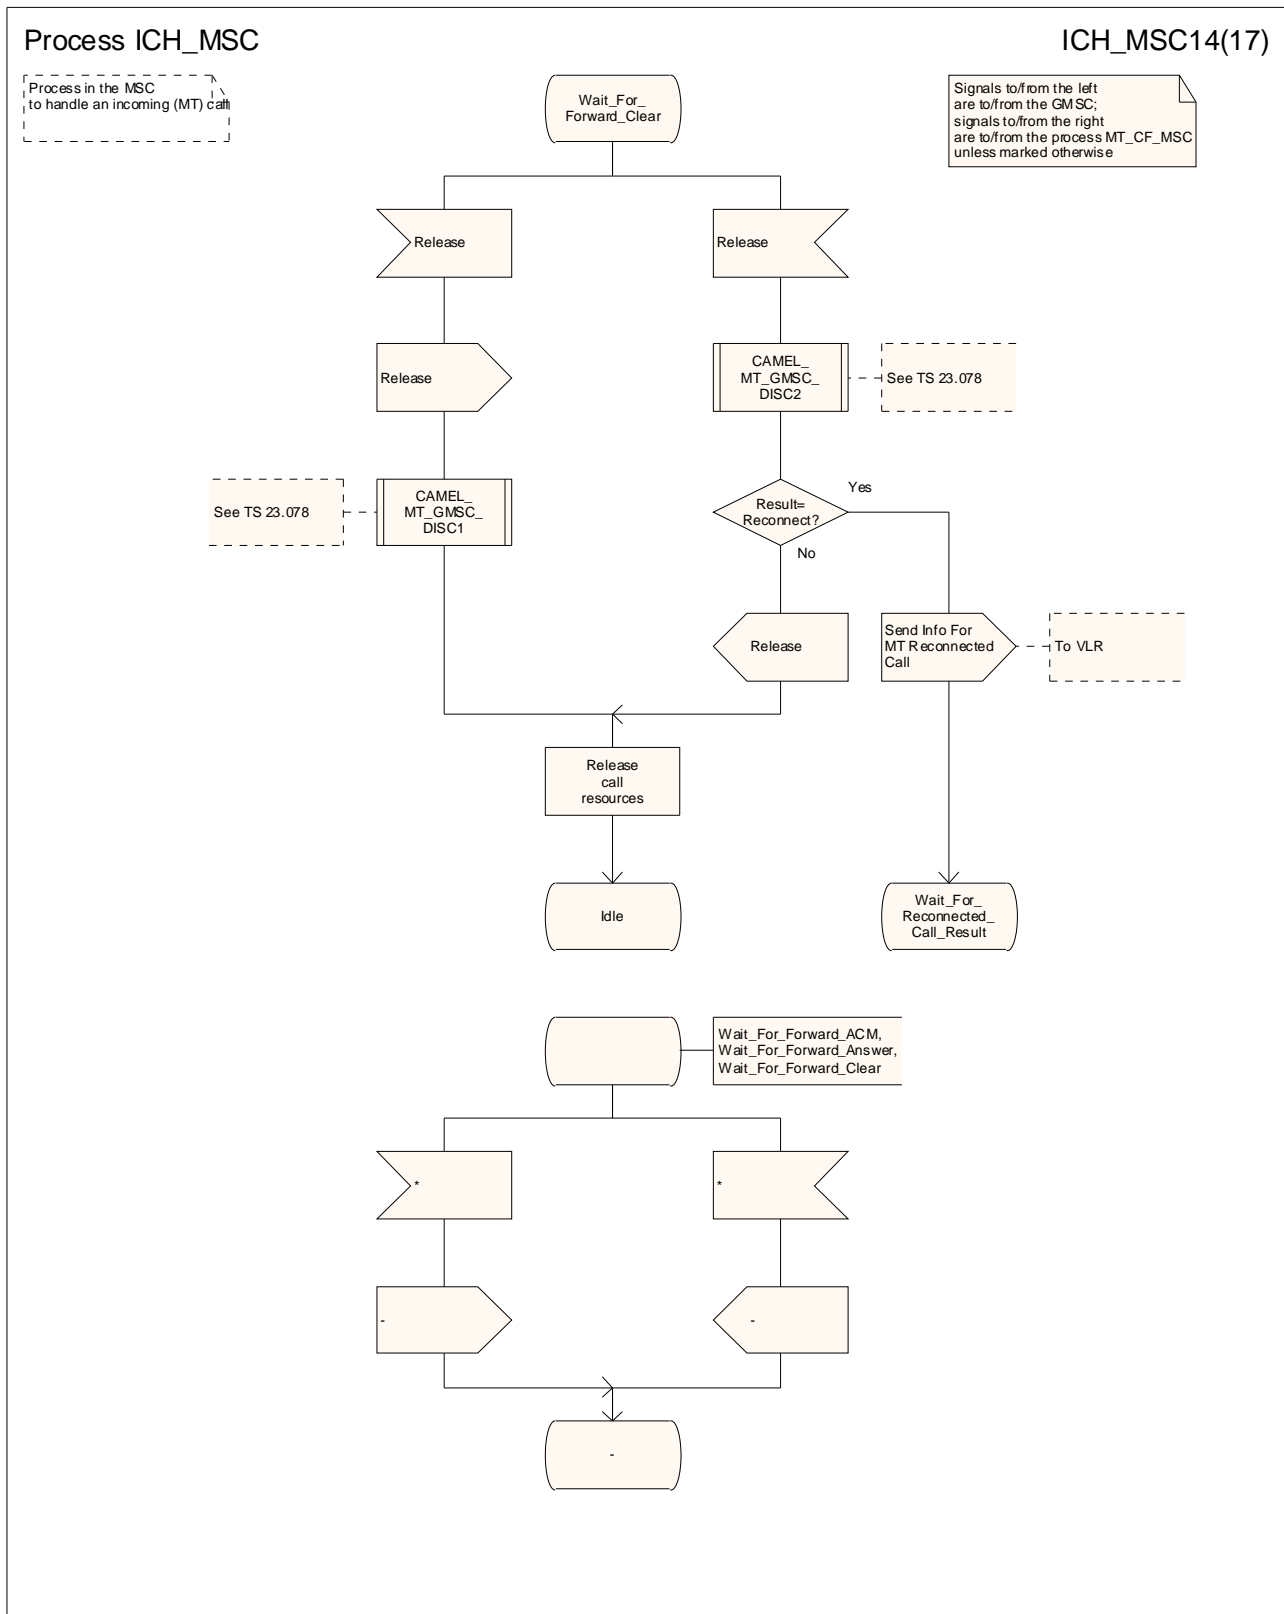 Process ICH_MSC
ICH_MSC14(17)
Process in the MSC
to handle an incoming (MT) call
Signals to/from the left
are to/from the GMSC;
signals to/from the right
are to/from the process MT_CF_MSC
unless marked otherwise
Wait_For_
Forward_Clear
Release
Release
Release
CAMEL_
MT_GMSC_
DISC2
See TS 23.078
See TS 23.078
CAMEL_
MT_GMSC_
DISC1
Result=
Reconnect?
Yes
No
Release
Send Info For
MT Reconnected
Call
To VLR
Release
call
resources
Idle
Wait_For_
Reconnected_
Call_Result
Wait_For_Forward_ACM,
Wait_For_Forward_Answer,
Wait_For_Forward_Clear
*
*
-
-
-